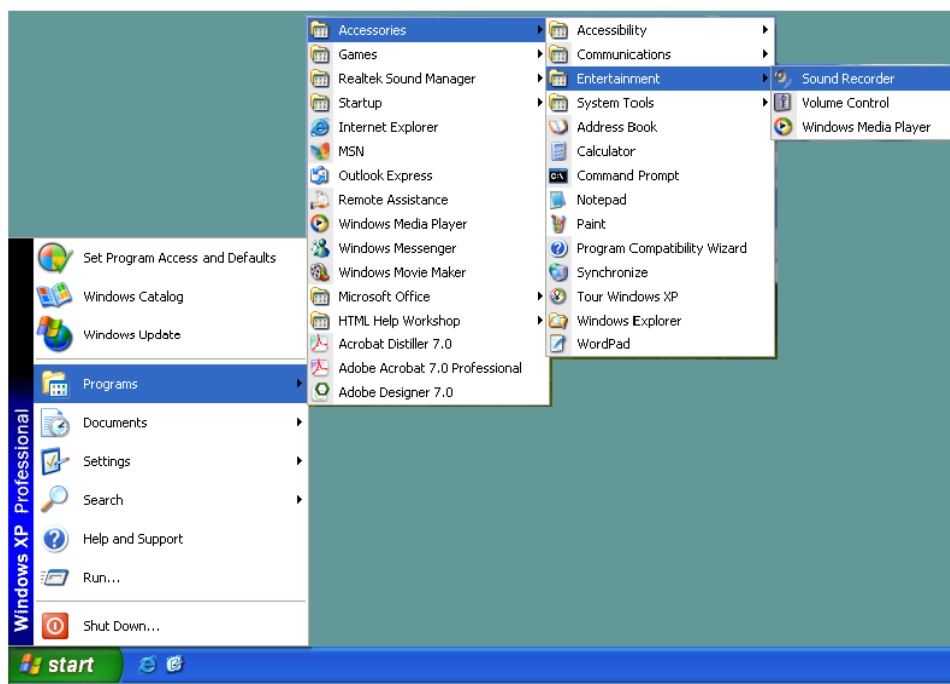 Accessories
Games
Realtek Sound Manager
Startup
Internet Explorer
MSN
Outlook Express
Remote Assistance
Windows Media Player
Windows Messenger
Windows Movie Maker
Microsoft Office
HTML Help Workshop
Acrobat Distiller 7.0
Adobe Acrobat 7.0 Professional
Adobe Designer 7.0
Accessibility
Communications
Entertainment
System Tools
Address Book
Calculator
C:\
Command Prompt
Notepad
Paint
Program Compatibility Wizard
Synchronize
Tour Windows XP
Windows Explorer
WordPad
Sound Recorder
Volume Control
Windows Media Player
Set Program Access and Defaults
Windows Catalog
Windows Update
Programs
Documents
Settings
Search
Help and Support
Run...
Shut Down...
Windows XP Professional
start